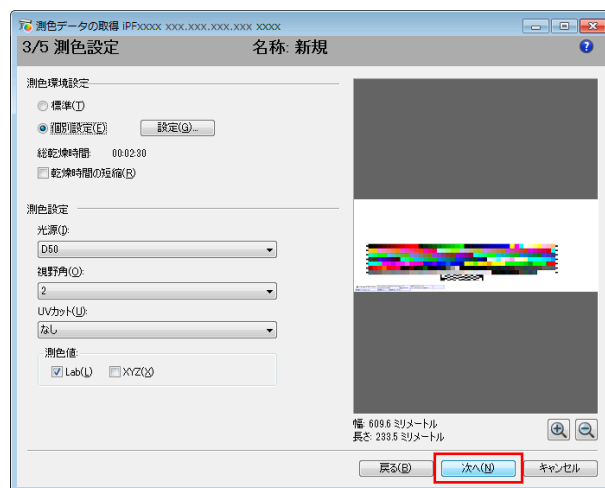 測色データの取得 iPFxxxx xxx.xxx.xxx.xxx xxxx
3/5 測色設定 名称: 新規
測色環境設定
標準(T)
個別設定(E) 設定(G)...
総乾燥時間: 00:02:30
乾燥時間の短縮(R)
測色設定
光源(I):
D50
視野角(O):
2
UVカット(U):
なし
測色値:
Lab(L) XYZ(X)
幅: 609.6 ミリメートル
長さ: 233.5 ミリメートル
戻る(B) 次へ(N) キャンセル